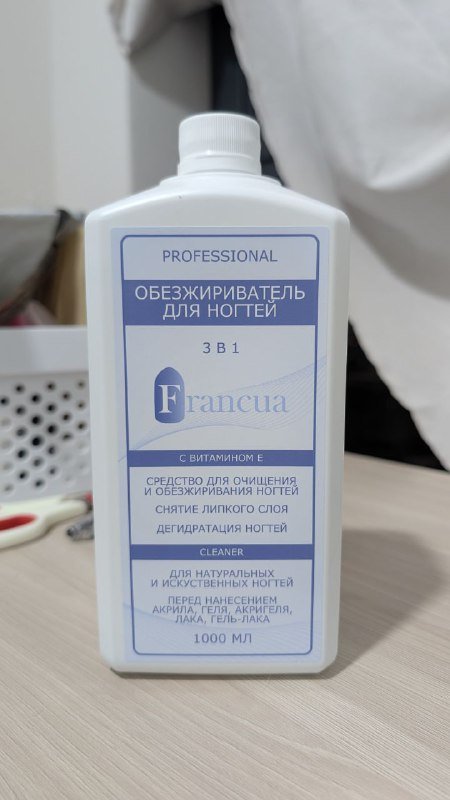 PROFESSIONAL
ОБЕЗЖИРИВАТЕЛЬ
ДЛЯ НОГТЕЙ
3 В 1
Francua
С ВИТАМИНОМ Е
СРЕДСТВО ДЛЯ ОЧИЩЕНИЯ
И ОБЕЗЖИРИВАНИЯ НОГТЕЙ
СНЯТИЕ ЛИПКОГО СЛОЯ
ДЕГИДРАТАЦИЯ НОГТЕЙ
CLEANER
ДЛЯ НАТУРАЛЬНЫХ
И ИСКУСТВЕННЫХ НОГТЕЙ
ПЕРЕД НАНЕСЕНИЕМ
АКРИЛА, ГЕЛЯ, АКРИГЕЛЯ,
ЛАКА, ГЕЛЬ-ЛАКА
1000 МЛ